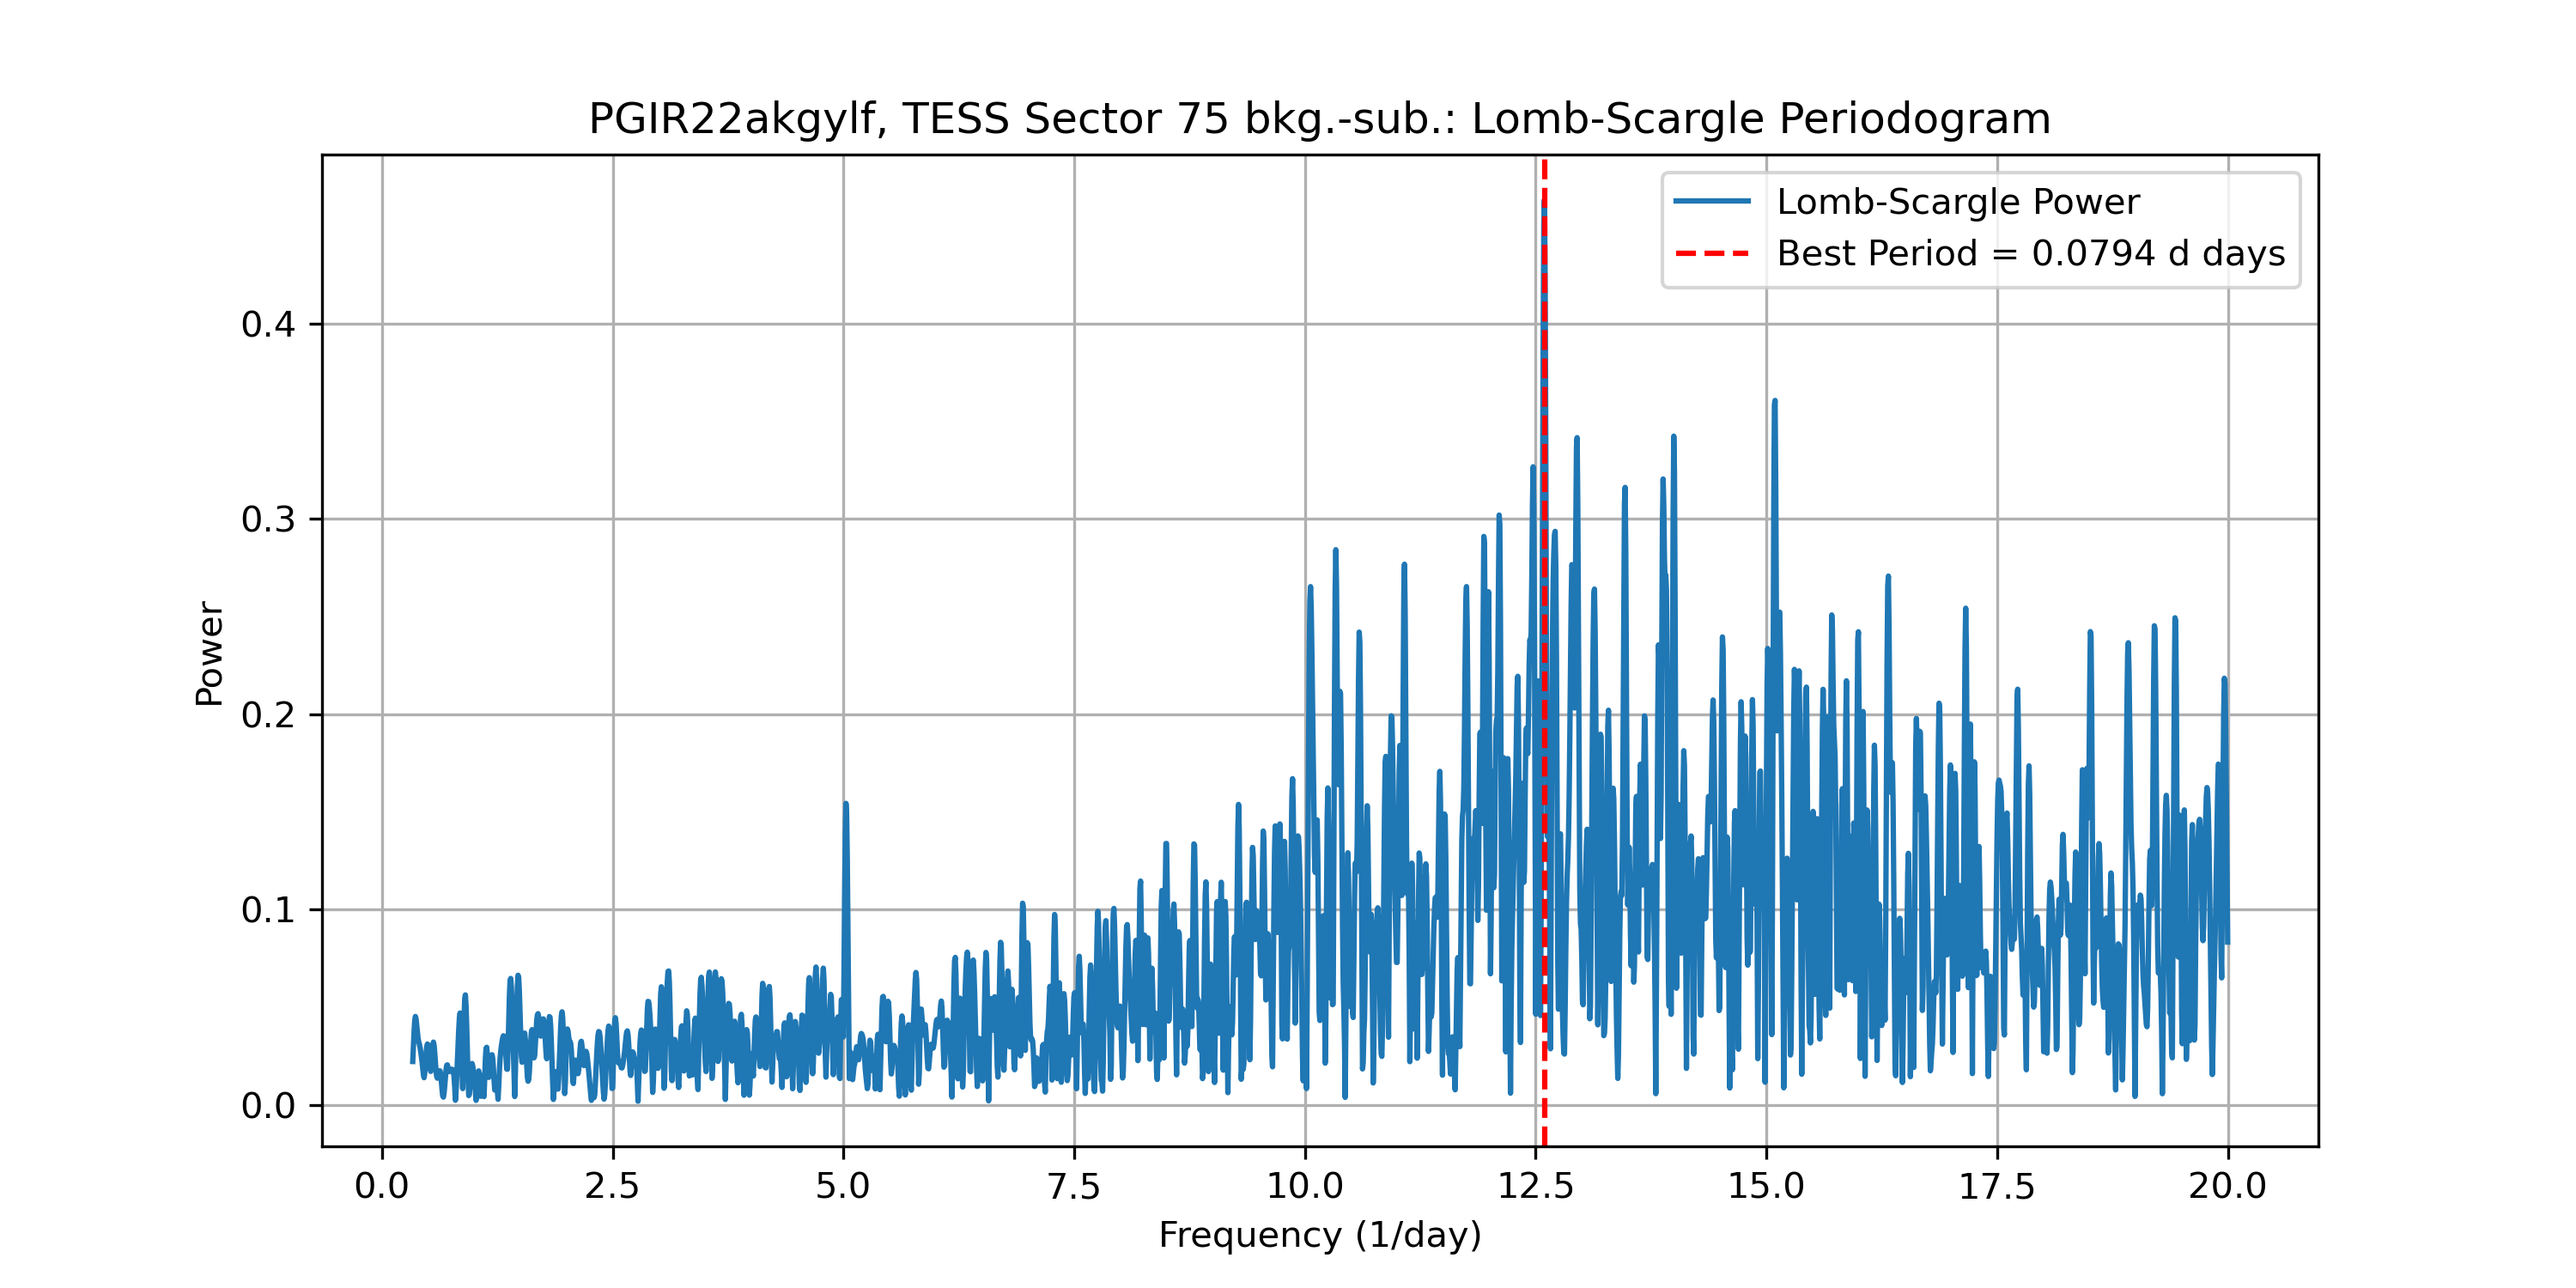 PGIR22akgylf, TESS Sector 75 bkg.-sub.: Lomb-Scargle Periodogram
Lomb-Scargle Power
Best Period = 0.0794 d days
Power
0.4
0.3
0.2
0.1
0.0
0.0 2.5 5.0 7.5 10.0 12.5 15.0 17.5 20.0
Frequency (1/day)